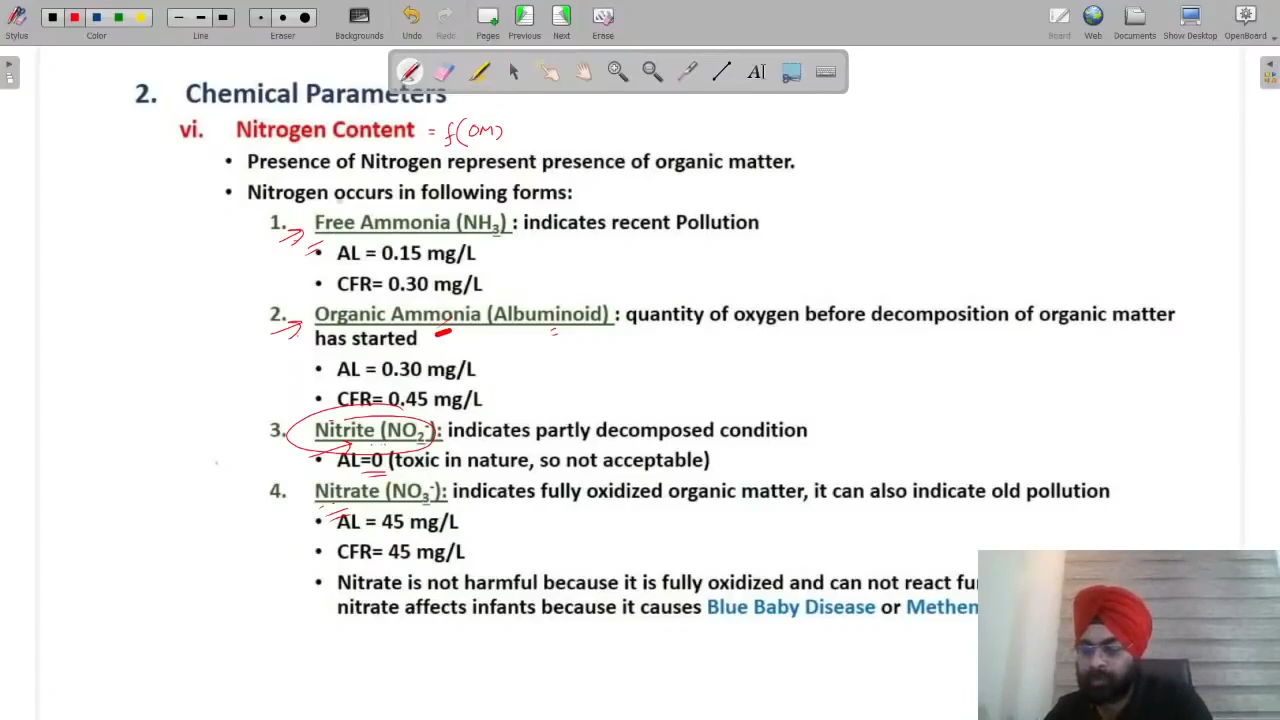 Stylus
Color
Line
Eraser
Backgrounds
Undo
Redo
Pages
Previous
Next
Erase
Board
Web
Documents
Show Desktop
OpenBoard
2. Chemical Parameters
vi. Nitrogen Content = f(OM)
• Presence of Nitrogen represent presence of organic matter.
• Nitrogen occurs in following forms:
1. Free Ammonia (NH₃) : indicates recent Pollution
• AL = 0.15 mg/L
• CFR= 0.30 mg/L
2. Organic Ammonia (Albuminoid) : quantity of oxygen before decomposition of organic matter
has started
• AL = 0.30 mg/L
• CFR= 0.45 mg/L
3. Nitrite (NO₂⁻): indicates partly decomposed condition
• AL=0 (toxic in nature, so not acceptable)
4. Nitrate (NO₃⁻): indicates fully oxidized organic matter, it can also indicate old pollution
• AL = 45 mg/L
• CFR= 45 mg/L
• Nitrate is not harmful because it is fully oxidized and can not react
nitrate affects infants because it causes Blue Baby Disease or